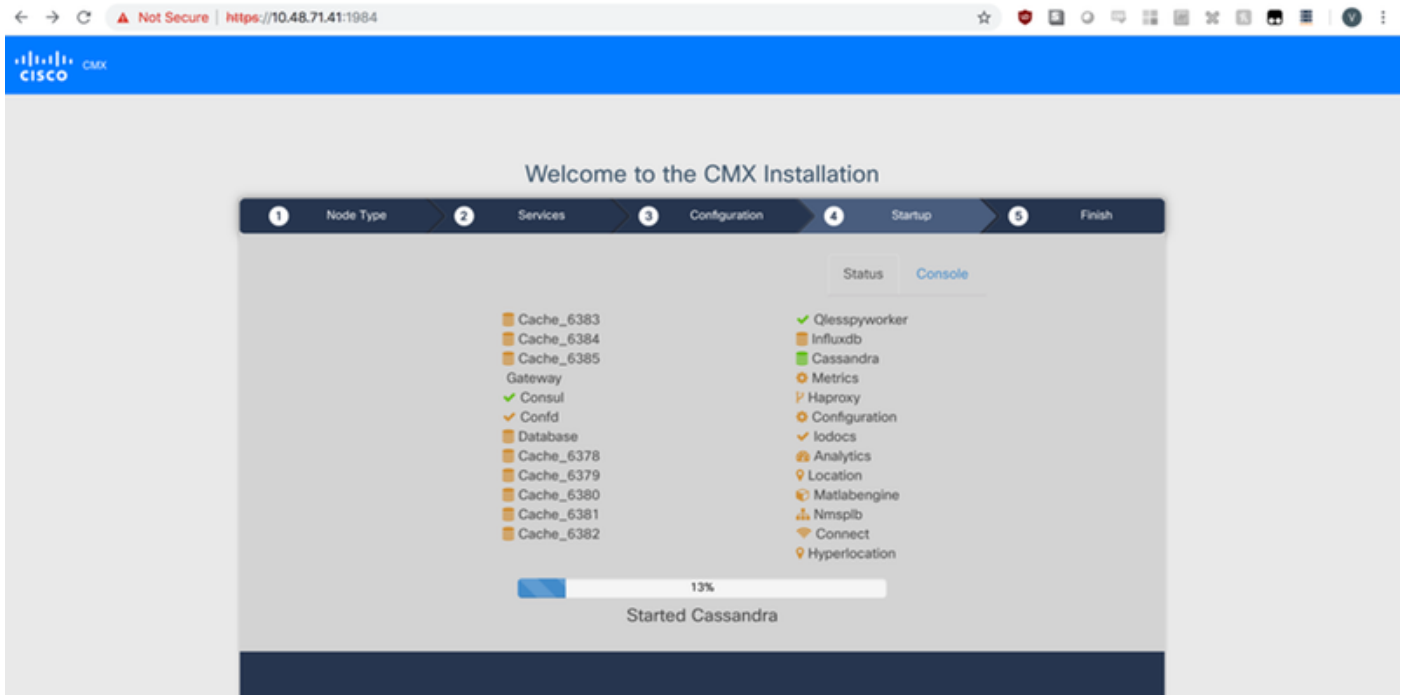 Not Secure | https://10.48.71.41:1984
V
CISCO CMX
Welcome to the CMX Installation
1 Node Type 2 Services 3 Configuration 4 Startup 5 Finish
Status Console
Cache_6383
Cache_6384
Cache_6385
Gateway
Consul
Confd
Database
Cache_6378
Cache_6379
Cache_6380
Cache_6381
Cache_6382
Qlesspyworker
Influxdb
Cassandra
Metrics
Haproxy
Configuration
Iodocs
Analytics
Location
Matlabengine
Nmsplb
Connect
Hyperlocation
13%
Started Cassandra